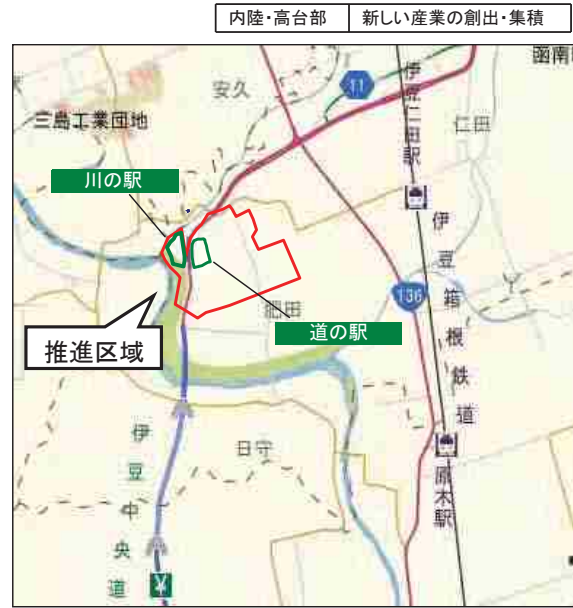 内陸・高台部 新しい産業の創出・集積
函南
安久
11
伊豆仁田駅
仁田
三島工業団地
川の駅
伊豆箱根鉄道
136
肥田
道の駅
推進区域
日守
原木駅
伊豆中央道
¥